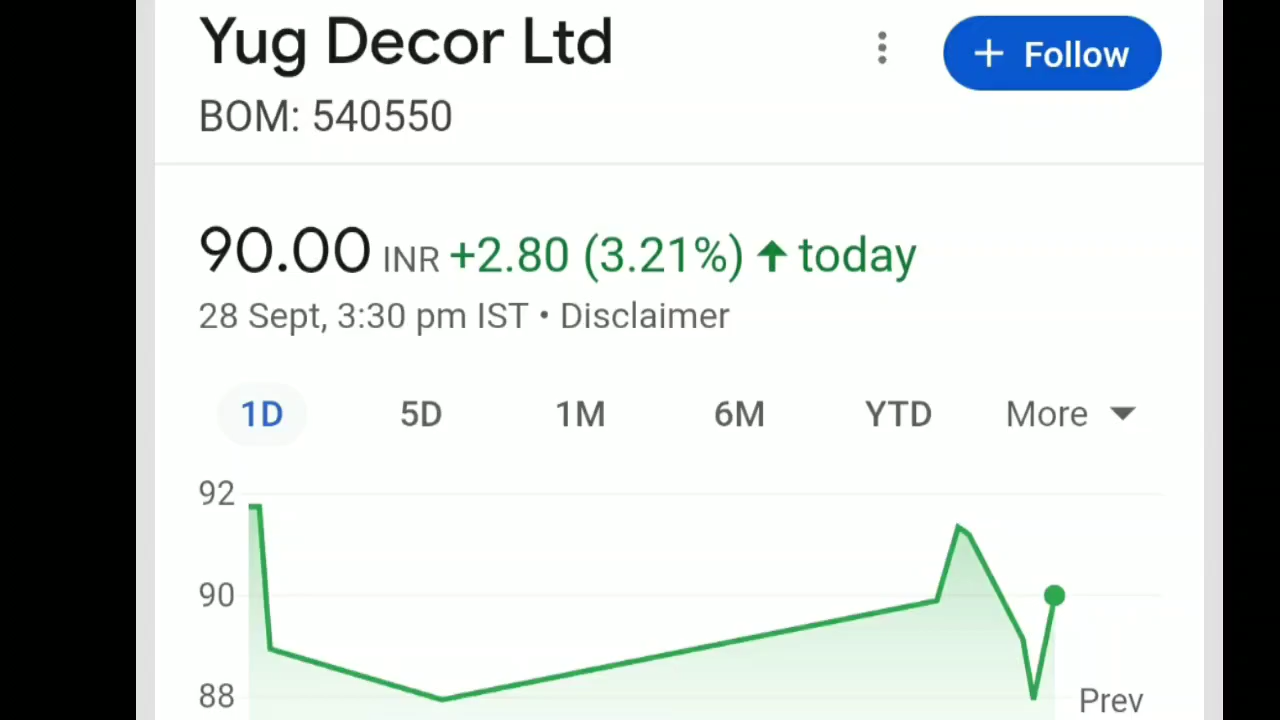 Yug Decor Ltd
+ Follow
BOM: 540550
90.00 INR +2.80 (3.21%) ↑ today
28 Sept, 3:30 pm IST • Disclaimer
1D 5D 1M 6M YTD More
92
90
88
Prev